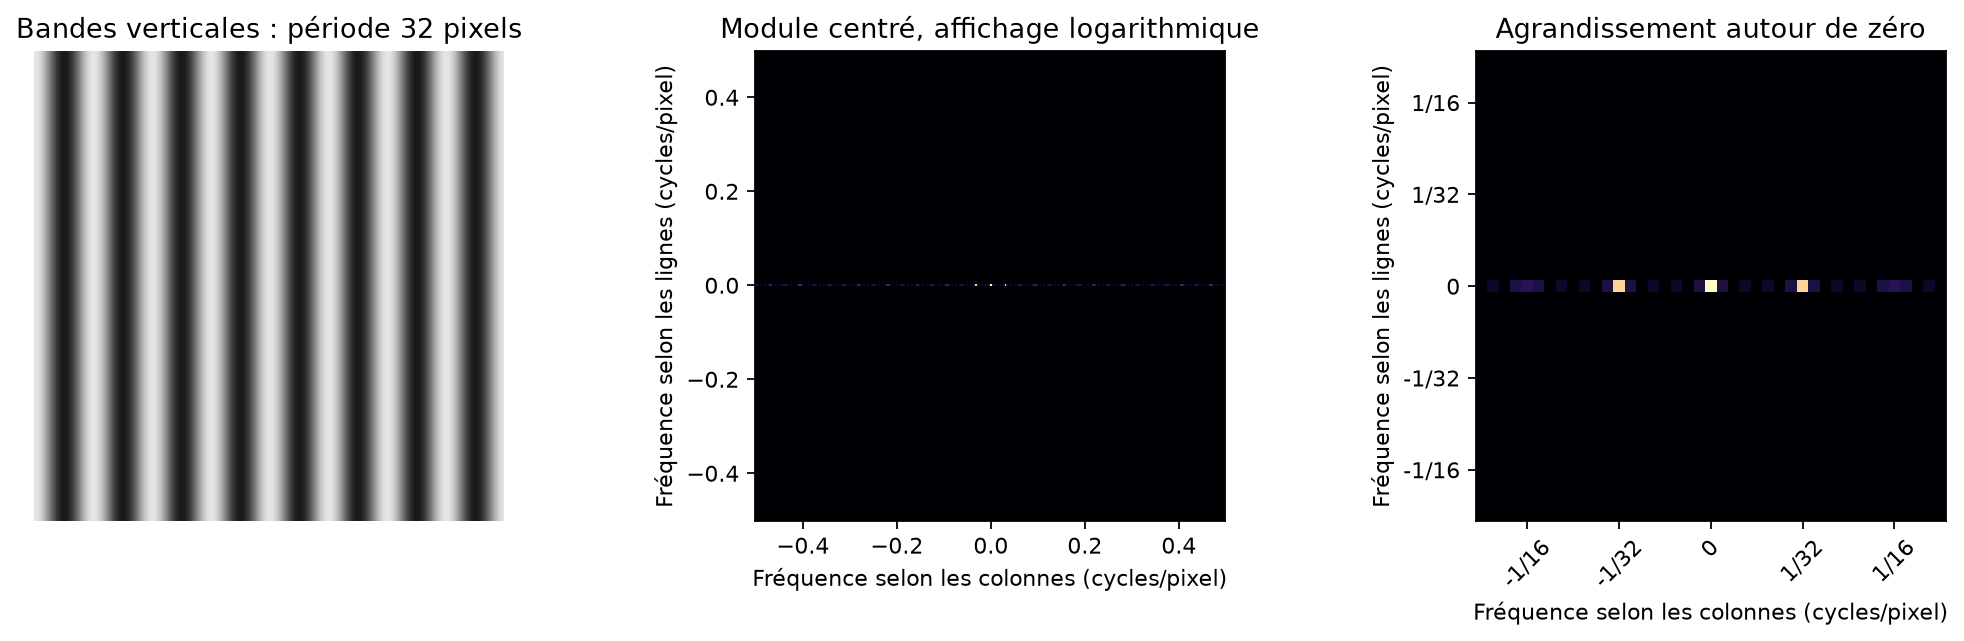 Bandes verticales : période 32 pixels
Module centré, affichage logarithmique
Fréquence selon les lignes (cycles/pixel)
0.4
0.2
0.0
−0.2
−0.4
−0.4 −0.2 0.0 0.2 0.4
Fréquence selon les colonnes (cycles/pixel)
Agrandissement autour de zéro
Fréquence selon les lignes (cycles/pixel)
1/16
1/32
0
-1/32
-1/16
-1/16 -1/32 0 1/32 1/16
Fréquence selon les colonnes (cycles/pixel)